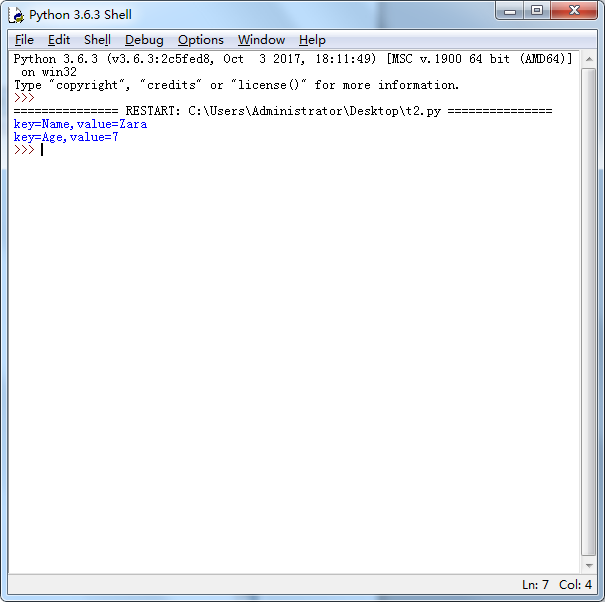 Python 3.6.3 Shell
File Edit Shell Debug Options Window Help
Python 3.6.3 (v3.6.3:2c5fed8, Oct  3 2017, 18:11:49) [MSC v.1900 64 bit (AMD64)]
 on win32
Type "copyright", "credits" or "license()" for more information.
>>>
=============== RESTART: C:\Users\Administrator\Desktop\t2.py ===============
key=Name,value=Zara
key=Age,value=7
>>>
Ln: 7 Col: 4